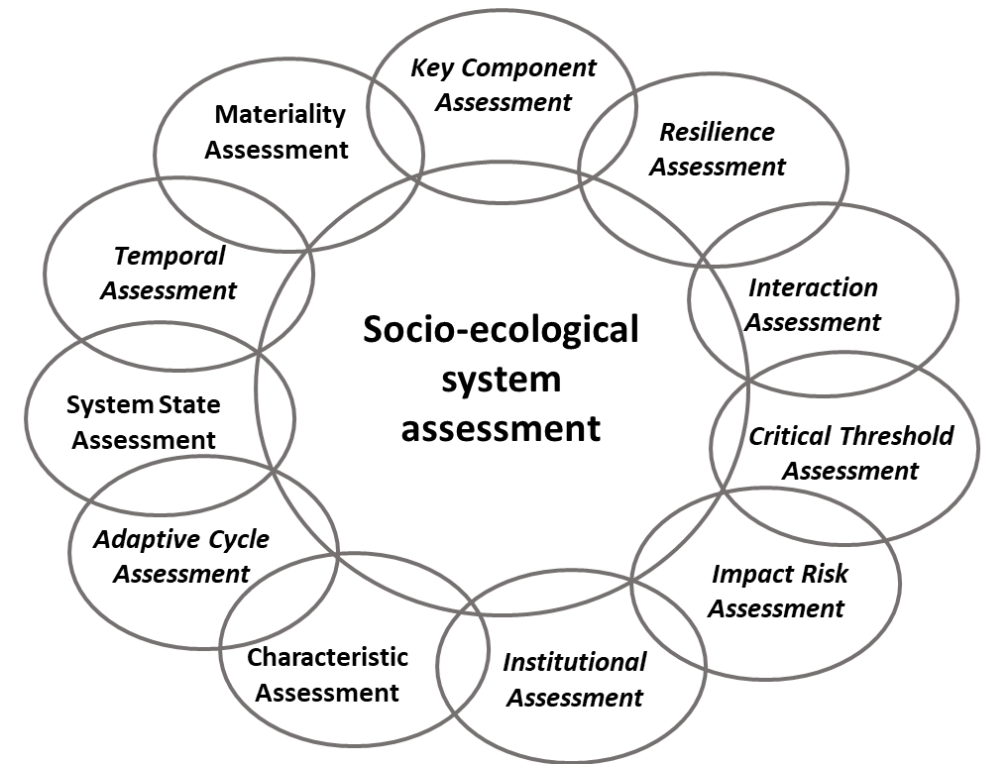 Key Component
Assessment
Resilience
Assessment
Interaction
Assessment
Critical Threshold
Assessment
Impact Risk
Assessment
Institutional
Assessment
Characteristic
Assessment
Adaptive Cycle
Assessment
System State
Assessment
Temporal
Assessment
Materiality
Assessment
Socio-ecological
system
assessment